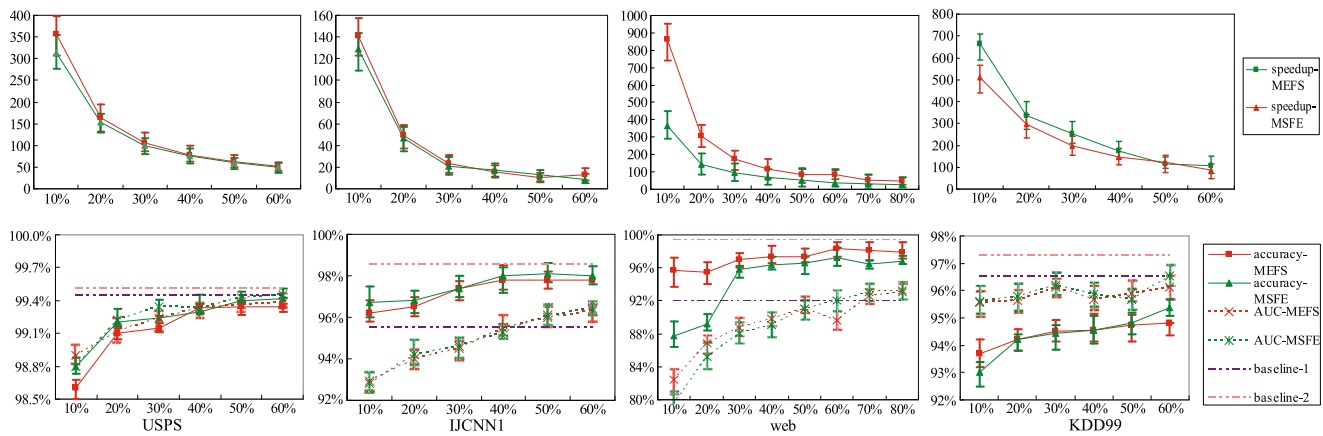 400
350
300
250
200
150
100
50
0
10% 20% 30% 40% 50% 60%
160
140
120
100
80
60
40
20
0
10% 20% 30% 40% 50% 60%
1000
900
800
700
600
500
400
300
200
100
0
10% 20% 30% 40% 50% 60% 70% 80%
800
700
600
500
400
300
200
100
0
10% 20% 30% 40% 50% 60%
speedup-
MEFS
speedup-
MSFE
100.0%
99.7%
99.4%
99.1%
98.8%
98.5%
10% 20% 30% 40% 50% 60%
USPS
100%
98%
96%
94%
92%
10% 20% 30% 40% 50% 60%
IJCNN1
100%
96%
92%
88%
84%
80%
10% 20% 30% 40% 50% 60% 70% 80%
web
98%
97%
96%
95%
94%
93%
92%
10% 20% 30% 40% 50% 60%
KDD99
accuracy-
MEFS
accuracy-
MSFE
AUC-MEFS
AUC-MSFE
baseline-1
baseline-2